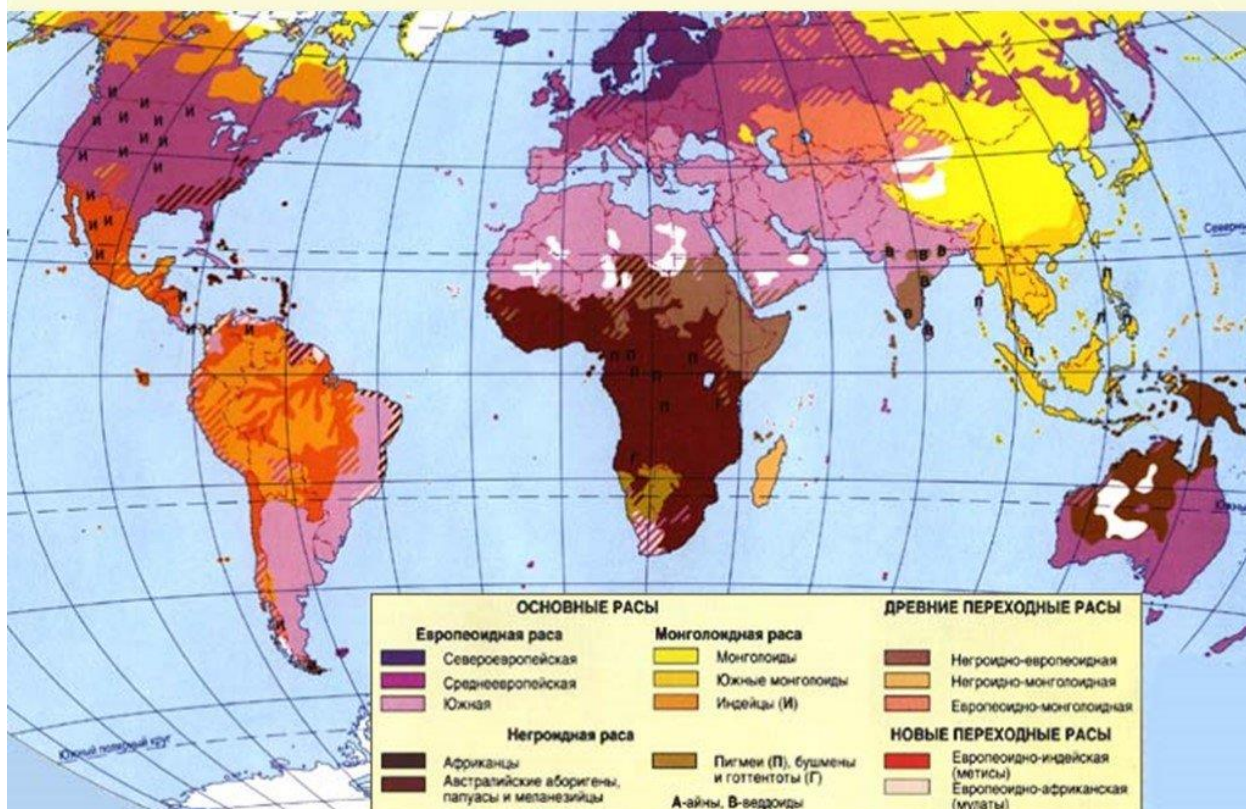 Северны
Южный
Южный полярный круг
ОСНОВНЫЕ РАСЫ
Европеоидная раса
Североевропейская
Среднеевропейская
Южная
Монголоидная раса
Монголоиды
Южные монголоиды
Индейцы (И)
Негроидная раса
Африканцы
Австралийские аборигены,
папуасы и меланезийцы
Пигмеи (П), бушмены
и готтентоты (Г)
А-айны, В-веддоиды
ДРЕВНИЕ ПЕРЕХОДНЫЕ РАСЫ
Негроидно-европеоидная
Негроидно-монголоидная
Европеоидно-монголоидная
НОВЫЕ ПЕРЕХОДНЫЕ РАСЫ
Европеоидно-индейская
(метисы)
Европеоидно-африканская
(мулаты)